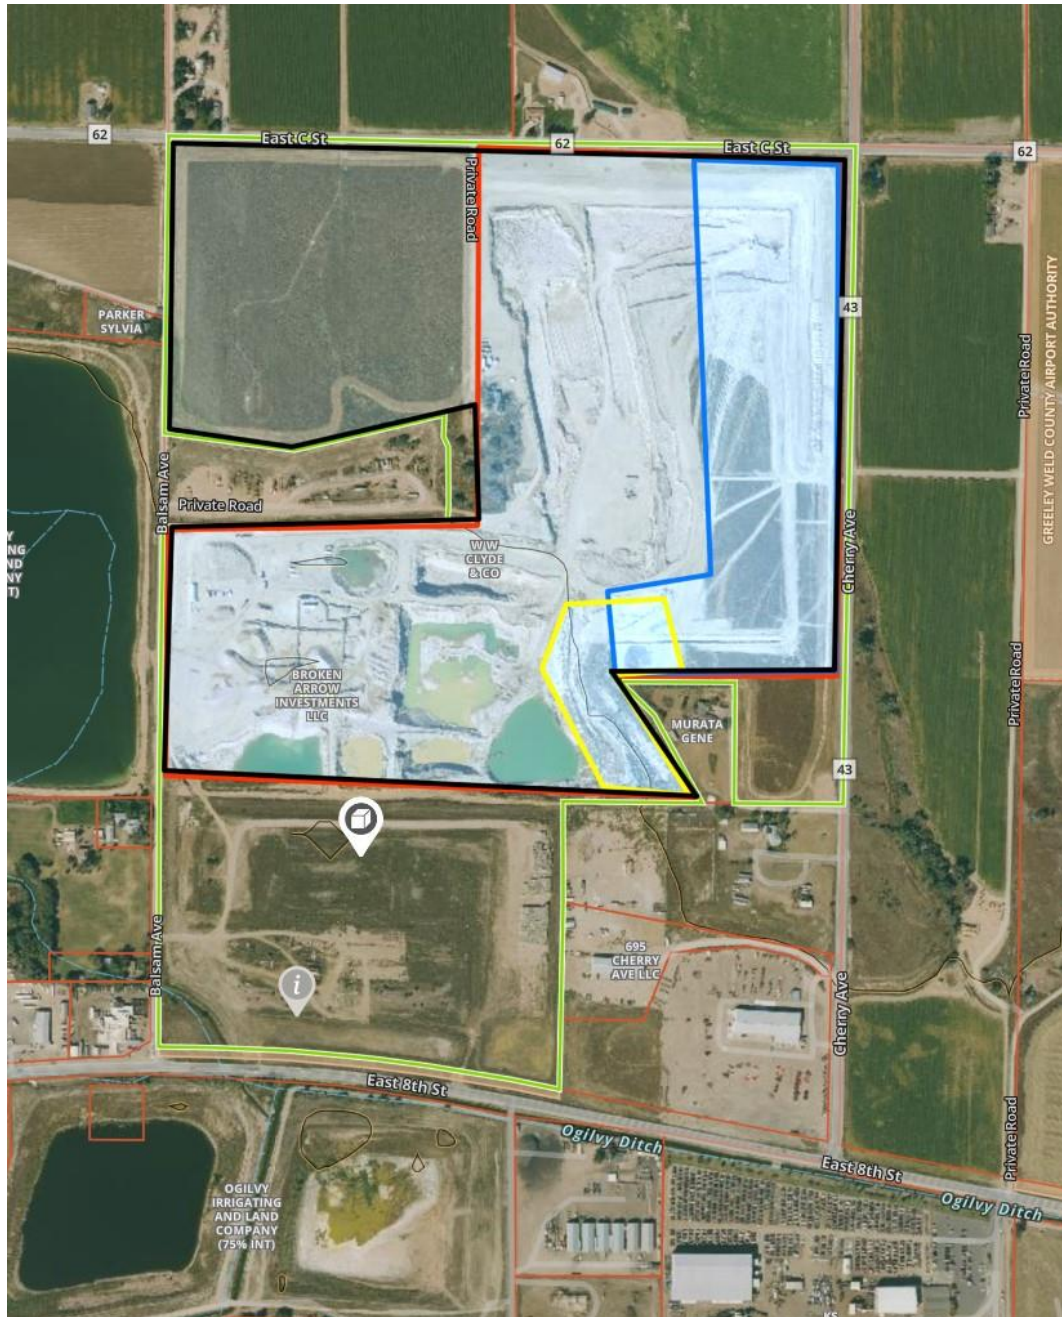 62
East C St
62
East C St
62
Private Road
PARKER
SYLVIA
43
Private Road
GREELEY WELD COUNTY AIRPORT AUTHORITY
Balsam Ave
Private Road
W W
CLYDE
& CO
Cherry Ave
BROKEN
ARROW
INVESTMENTS
LLC
MURATA
GENE
Private Road
43
Balsam Ave
i
695
CHERRY
AVE LLC
Cherry Ave
East 8th St
Ogilvy Ditch
East 8th St
Private Road
Ogilvy Ditch
OGILVY
IRRIGATING
AND LAND
COMPANY
(75% INT)